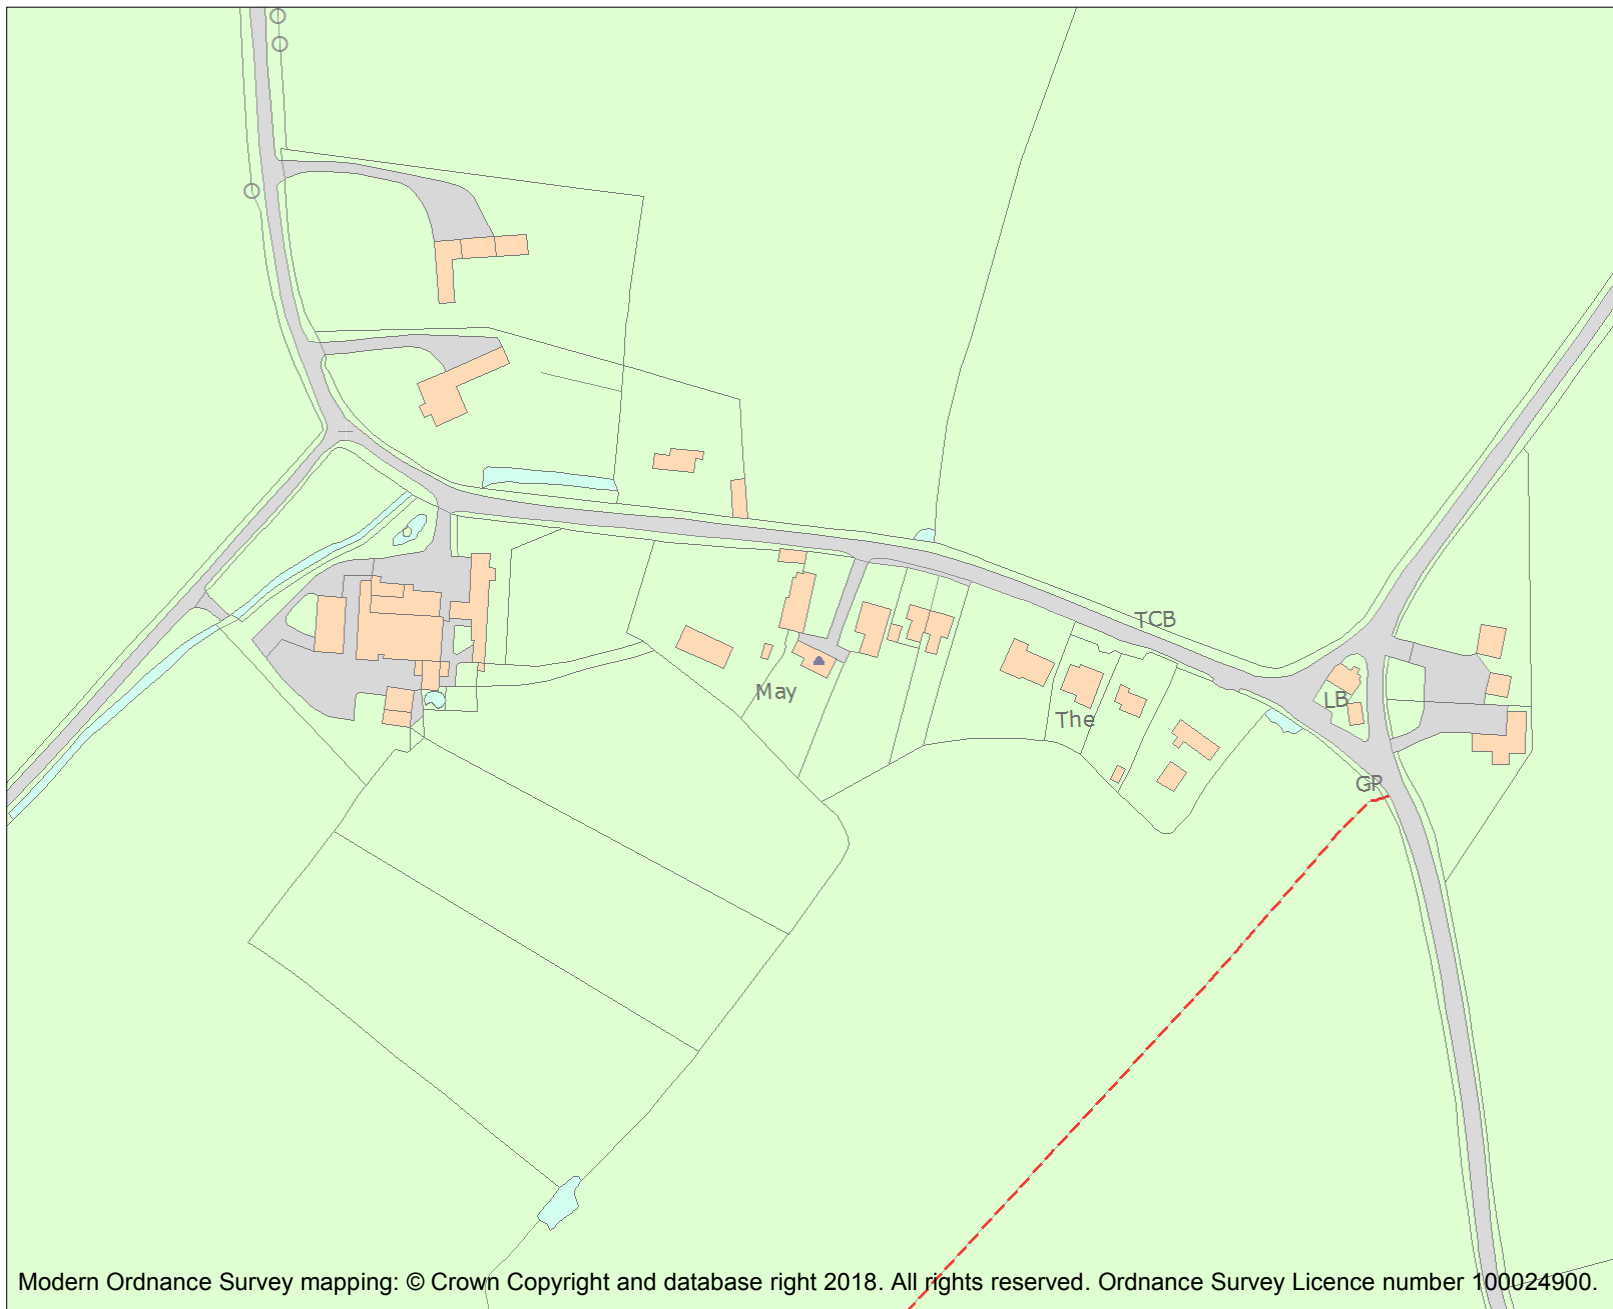 TCB
May
LB
The
GP
Modern Ordnance Survey mapping: © Crown Copyright and database right 2018. All rights reserved. Ordnance Survey Licence number 100024900.